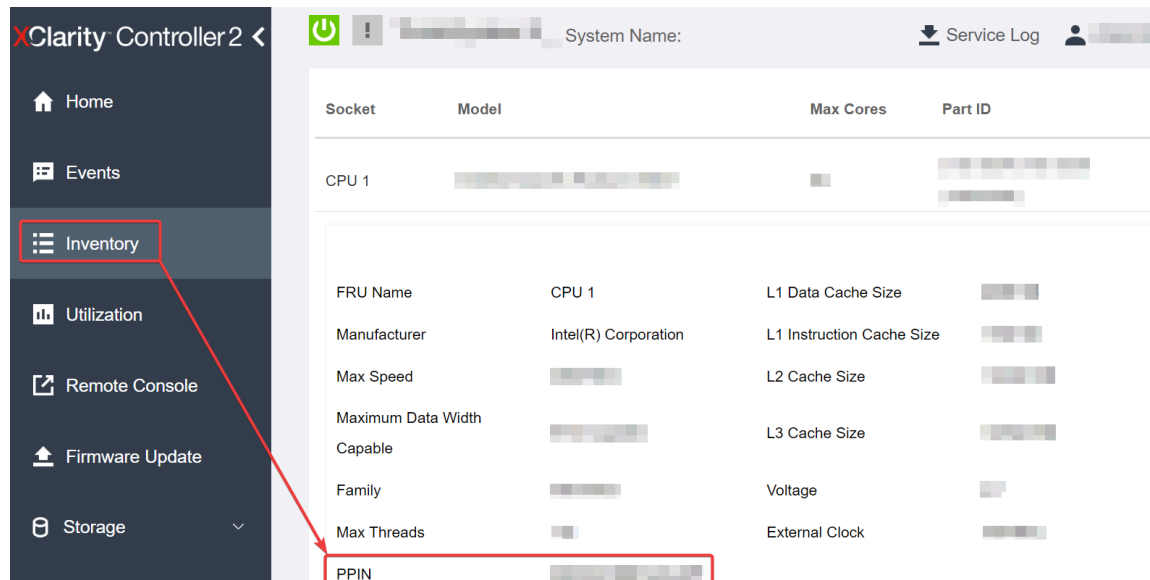 XClarity Controller 2
System Name:
Service Log
Home
Events
Inventory
Utilization
Remote Console
Firmware Update
Storage
Socket Model Max Cores Part ID
CPU 1
FRU Name CPU 1 L1 Data Cache Size
Manufacturer Intel(R) Corporation L1 Instruction Cache Size
Max Speed L2 Cache Size
Maximum Data Width
Capable
L3 Cache Size
Family Voltage
Max Threads External Clock
PPIN